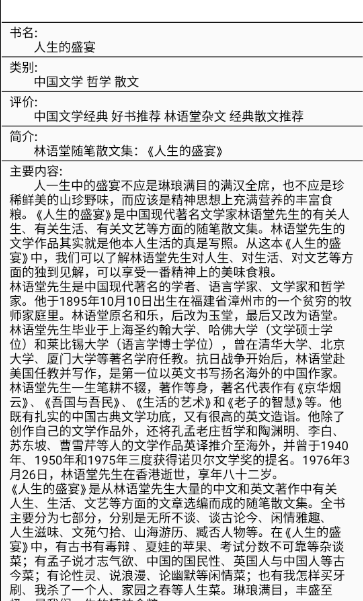 书名:
人生的盛宴
类别:
中国文学 哲学 散文
评价:
中国文学经典 好书推荐 林语堂杂文 经典散文推荐
简介:
林语堂随笔散文集：《人生的盛宴》
主要内容:
人一生中的盛宴不应是琳琅满目的满汉全席，也不应是珍
稀鲜美的山珍野味，而应该是精神思想上充满营养的丰富食
粮。《人生的盛宴》是中国现代著名文学家林语堂先生的有关人
生、有关生活、有关文艺等方面的随笔散文集。林语堂先生的
文学作品其实就是他本人生活的真是写照。从这本《人生的盛
宴》中，我们可以了解林语堂先生对人生、对生活、对文艺等方
面的独到见解，可以享受一番精神上的美味食粮。
林语堂先生是中国现代著名的学者、语言学家、文学家和哲学
家。他于1895年10月10日出生在福建省漳州市的一个贫穷的牧
师家庭里。林语堂原名和乐，后改为玉堂，最后又改为语堂。
林语堂先生毕业于上海圣约翰大学、哈佛大学（文学硕士学
位）和莱比锡大学（语言学博士学位），曾在清华大学、北京
大学、厦门大学等著名学府任教。抗日战争开始后，林语堂赴
美国任教并写作，是第一位以英文书写扬名海外的中国作家。
林语堂先生一生笔耕不辍，著作等身，著名代表作有《京华烟
云》、《吾国与吾民》、《生活的艺术》和《老子的智慧》等。他
既有扎实的中国古典文学功底，又有很高的英文造诣。他除了
创作自己的文学作品外，还将孔孟老庄哲学和陶渊明、李白、
苏东坡、曹雪芹等人的文学作品英译推介至海外，并曾于1940
年、1950年和1975年三度获得诺贝尔文学奖的提名。1976年3
月26日，林语堂先生在香港逝世，享年八十二岁。
《人生的盛宴》是从林语堂先生大量的中文和英文著作中有关
人生、生活、文艺等方面的文章选编而成的随笔散文集。全书
主要分为七部分，分别是无所不谈、谈古论今、闲情雅趣、
人生滋味、文苑勺拾、山海游历、臧否人物等。在《人生的盛
宴》中，有古书有毒辩 、夏娃的苹果、考试分数不可靠等杂谈
菜；有孟子说才志气欲、中国的国民性、英国人与中国人等古
今菜；有论性灵、说浪漫、论幽默等闲情菜；也有我怎样买牙
刷、我杀了一个人、家园之春等人生菜。琳琅满目，丰盛至